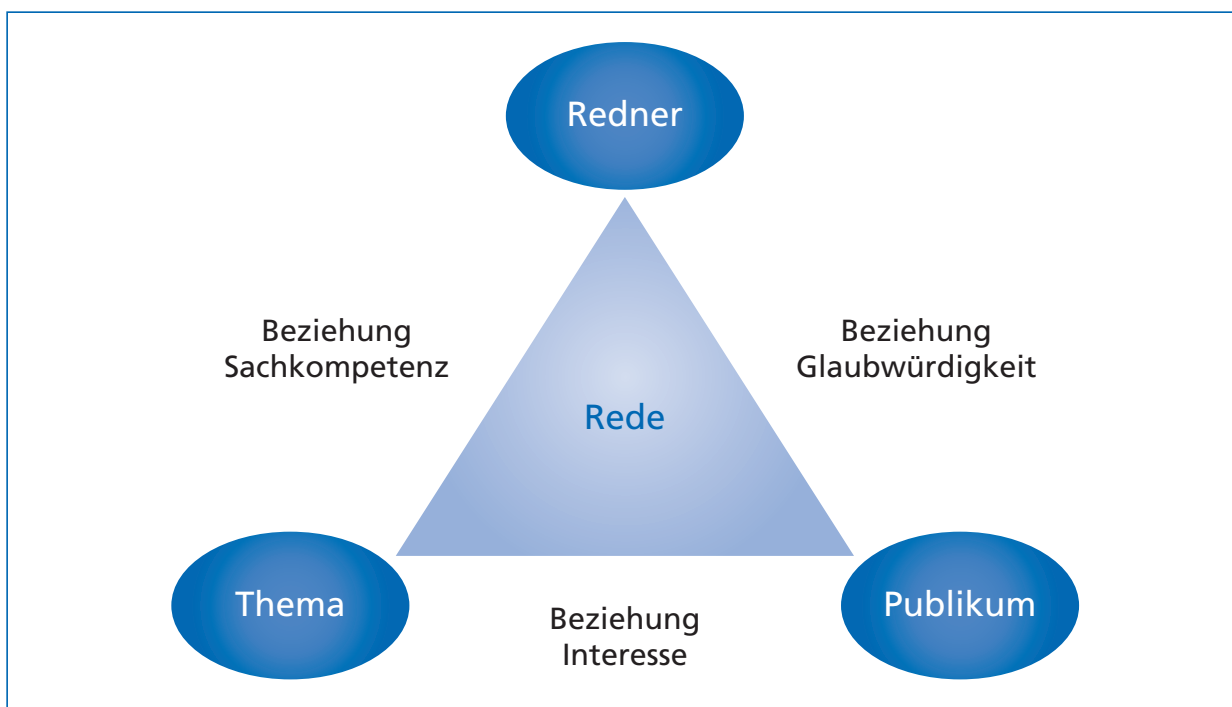 Redner
Beziehung
Sachkompetenz
Beziehung
Glaubwürdigkeit
Rede
Thema
Beziehung
Interesse
Publikum